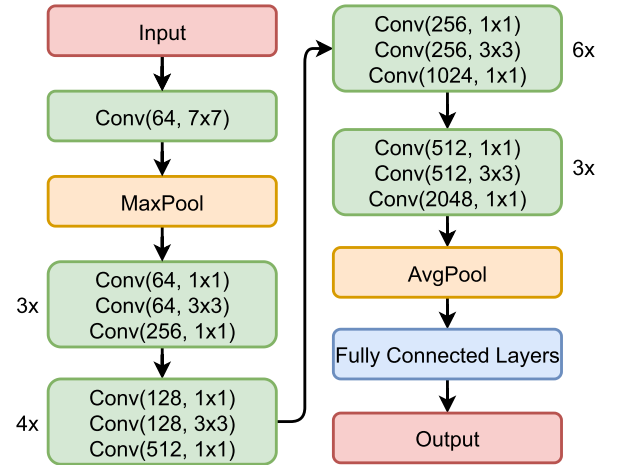 Input
Conv(64, 7x7)
MaxPool
3x
Conv(64, 1x1)
Conv(64, 3x3)
Conv(256, 1x1)
4x
Conv(128, 1x1)
Conv(128, 3x3)
Conv(512, 1x1)
Conv(256, 1x1)
Conv(256, 3x3)
Conv(1024, 1x1)
6x
Conv(512, 1x1)
Conv(512, 3x3)
Conv(2048, 1x1)
3x
AvgPool
Fully Connected Layers
Output